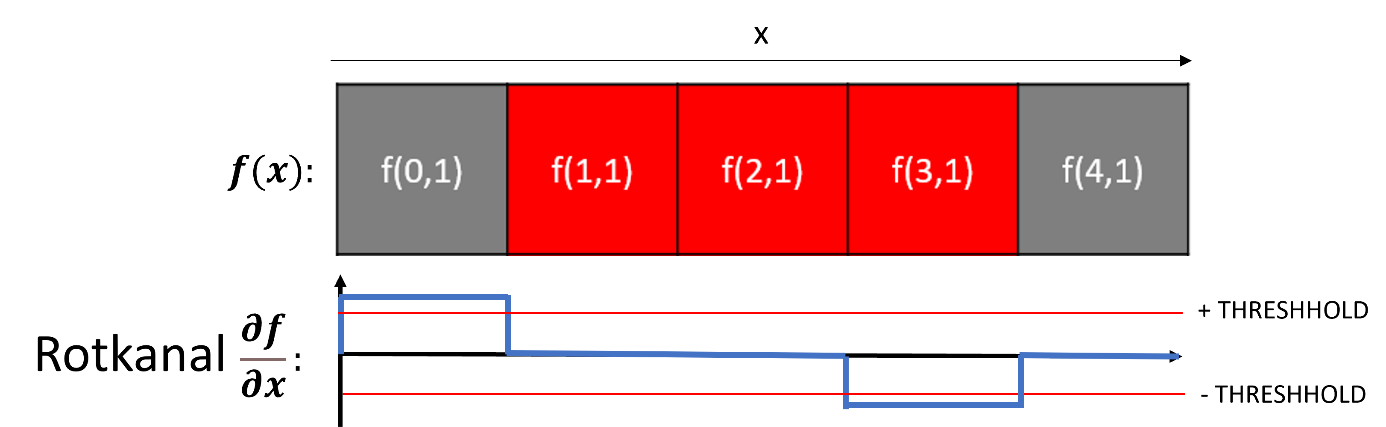 x
f(x):
f(0,1) f(1,1) f(2,1) f(3,1) f(4,1)
+ THRESHHOLD
Rotkanal ∂f/∂x:
- THRESHHOLD